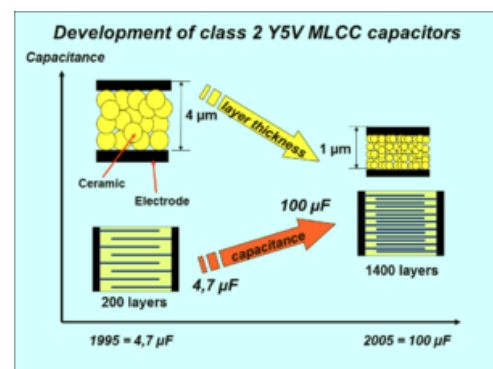 Development of class 2 Y5V MLCC capacitors
Capacitance
4 µm
layer thickness
1 µm
Ceramic
Electrode
100 µF
capacitance
4,7 µF
200 layers
1400 layers
1995 = 4,7 µF
2005 = 100 µF